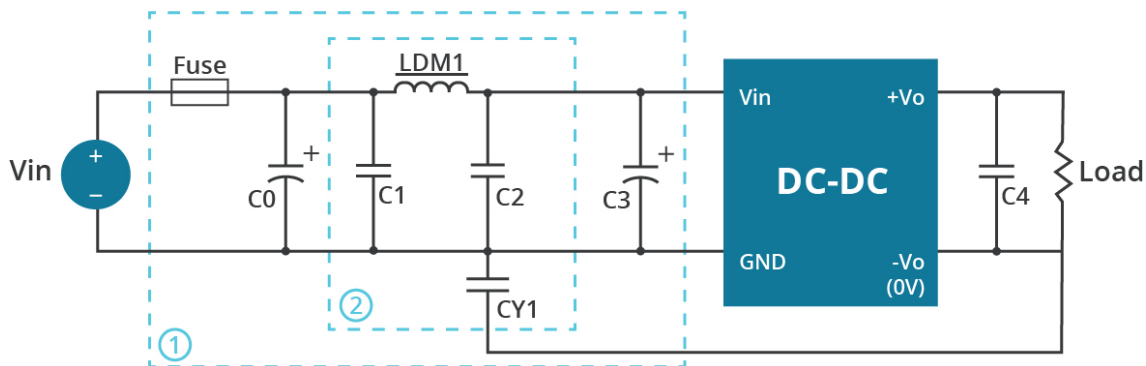 Fuse
LDM1
Vin
+
−
C0
+
C1
C2
C3
+
CY1
1
2
Vin
+Vo
DC-DC
GND
-Vo
(0V)
C4
Load